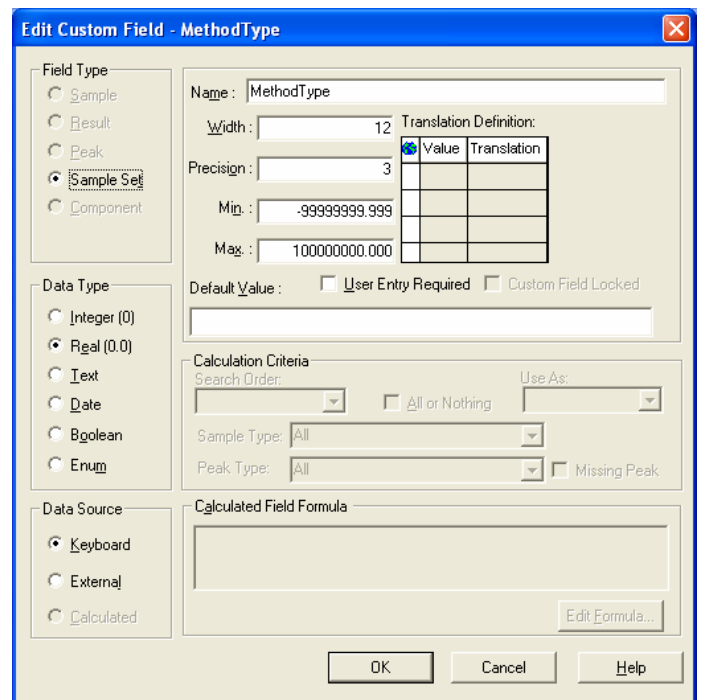 Edit Custom Field - MethodType
Field Type
Sample
Result
Peak
Sample Set
Component
Name : MethodType
Width : 12
Precision : 3
Min. : -99999999.999
Max. : 100000000.000
Translation Definition:
Value Translation
Default Value : User Entry Required Custom Field Locked
Data Type
Integer (0)
Real (0.0)
Text
Date
Boolean
Enum
Calculation Criteria
Search Order: Use As:
All or Nothing
Sample Type: All
Peak Type: All Missing Peak
Data Source
Keyboard
External
Calculated
Calculated Field Formula
Edit Formula...
OK Cancel Help